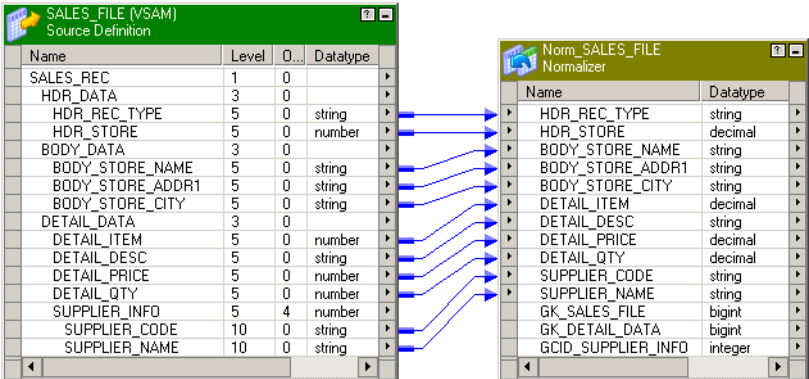 SALES_FILE (VSAM)
Source Definition
Name Level O... Datatype
SALES_REC 1 0
HDR_DATA 3 0
HDR_REC_TYPE 5 0 string
HDR_STORE 5 0 number
BODY_DATA 3 0
BODY_STORE_NAME 5 0 string
BODY_STORE_ADDR1 5 0 string
BODY_STORE_CITY 5 0 string
DETAIL_DATA 3 0
DETAIL_ITEM 5 0 number
DETAIL_DESC 5 0 string
DETAIL_PRICE 5 0 number
DETAIL_QTY 5 0 number
SUPPLIER_INFO 5 4 number
SUPPLIER_CODE 10 0 string
SUPPLIER_NAME 10 0 string
Norm_SALES_FILE
Normalizer
Name Datatype
HDR_REC_TYPE string
HDR_STORE decimal
BODY_STORE_NAME string
BODY_STORE_ADDR1 string
BODY_STORE_CITY string
DETAIL_ITEM decimal
DETAIL_DESC string
DETAIL_PRICE decimal
DETAIL_QTY decimal
SUPPLIER_CODE string
SUPPLIER_NAME string
GK_SALES_FILE bigint
GK_DETAIL_DATA bigint
GCID_SUPPLIER_INFO integer